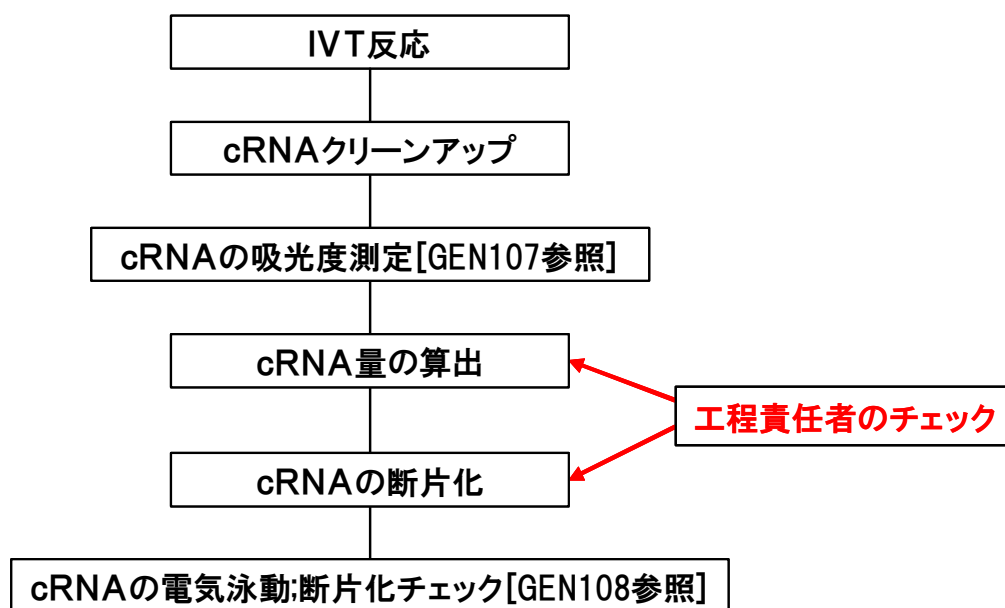 IVT反応
cRNAクリーンアップ
cRNAの吸光度測定[GEN107参照]
cRNA量の算出
工程責任者のチェック
cRNAの断片化
cRNAの電気泳動;断片化チェック[GEN108参照]